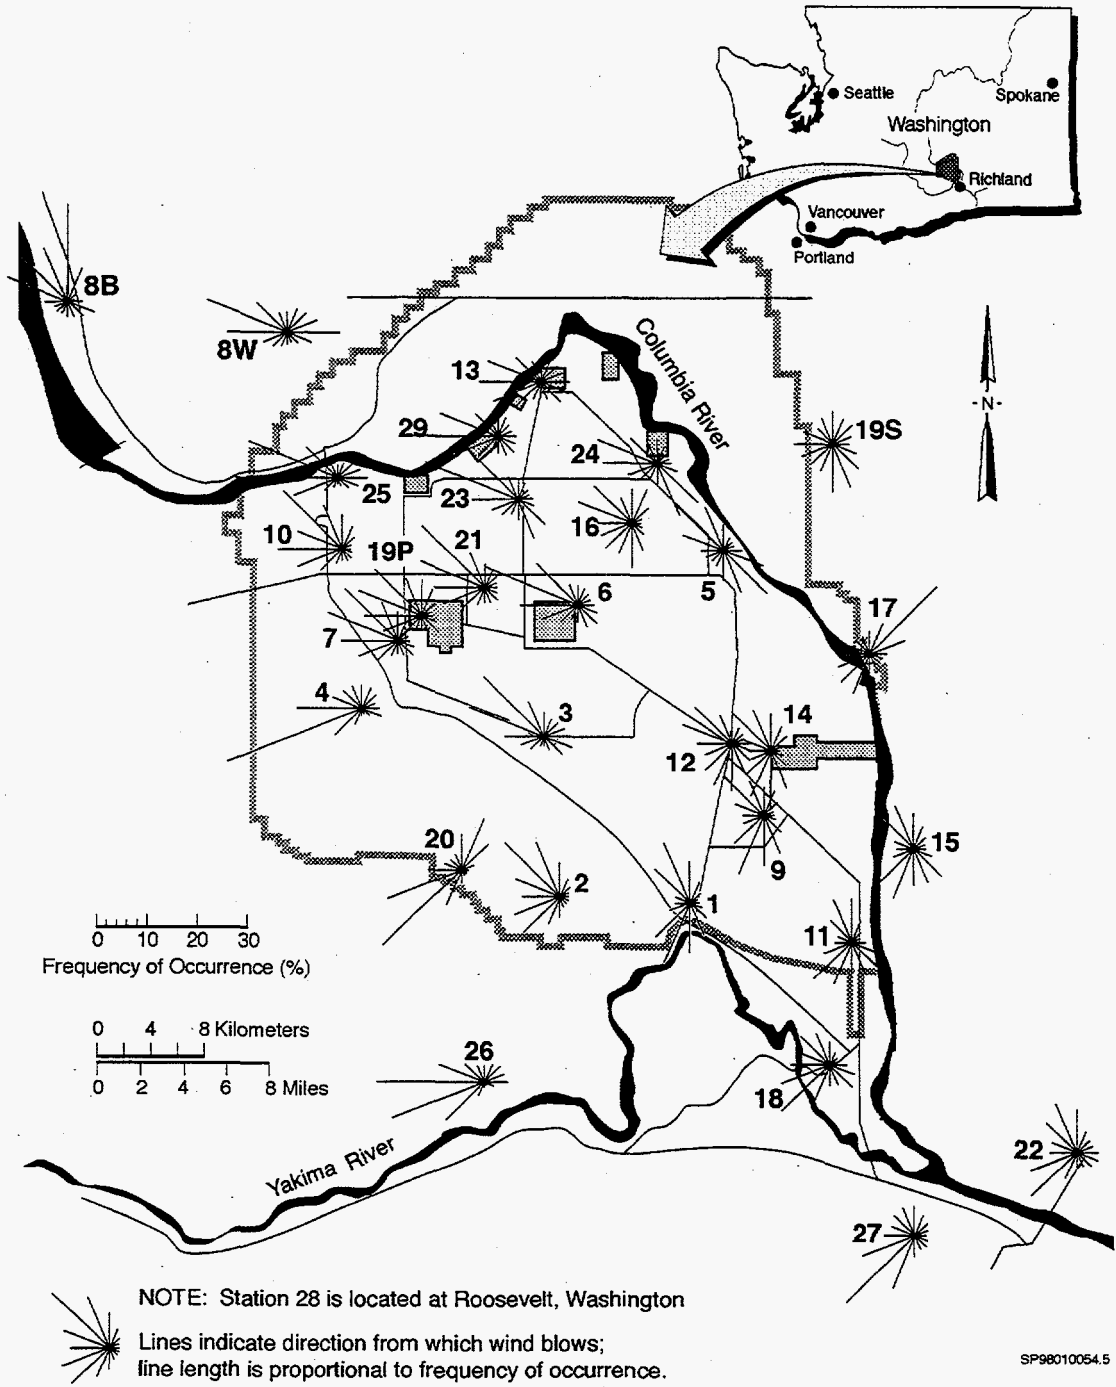 Seattle
Spokane
Washington
Richland
Vancouver
Portland
8B
8W
Columbia River
13
-N-
29
19S
24
25
23
16
10
19P
21
6
5
17
7
4
3
14
12
20
15
2
9
1
11
0 10 20 30
Frequency of Occurrence (%)
0 4 8 Kilometers
0 2 4 6 8 Miles
26
18
22
Yakima River
27
NOTE: Station 28 is located at Roosevelt, Washington
Lines indicate direction from which wind blows;
line length is proportional to frequency of occurrence.
SP98010054.5